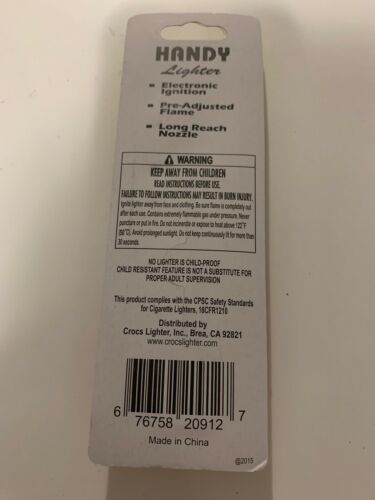 HANDY
Lighter
- Electronic
Ignition
- Pre-Adjusted
Flame
- Long Reach
Nozzle
⚠ WARNING
KEEP AWAY FROM CHILDREN
READ INSTRUCTIONS BEFORE USE.
FAILURE TO FOLLOW INSTRUCTIONS MAY RESULT IN BURN INJURY.
Ignite lighter away from face and clothing. Be sure flame is completely out
after each use. Contains extremely flammable gas under pressure. Never
puncture or put in fire. Do not incinerate or expose to heat above 122°F
(50°C). Avoid prolonged sunlight. Do not keep continuously lit for more than
30 seconds.
NO LIGHTER IS CHILD-PROOF
CHILD RESISTANT FEATURE IS NOT A SUBSTITUTE FOR
PROPER-ADULT SUPERVISION
This product complies with the CPSC Safety Standards
for Cigarette Lighters, 16CFR1210
Distributed by
Crocs Lighter, Inc., Brea, CA 92821
www.crocslighter.com
6 76758 20912 7
Made in China
@2015